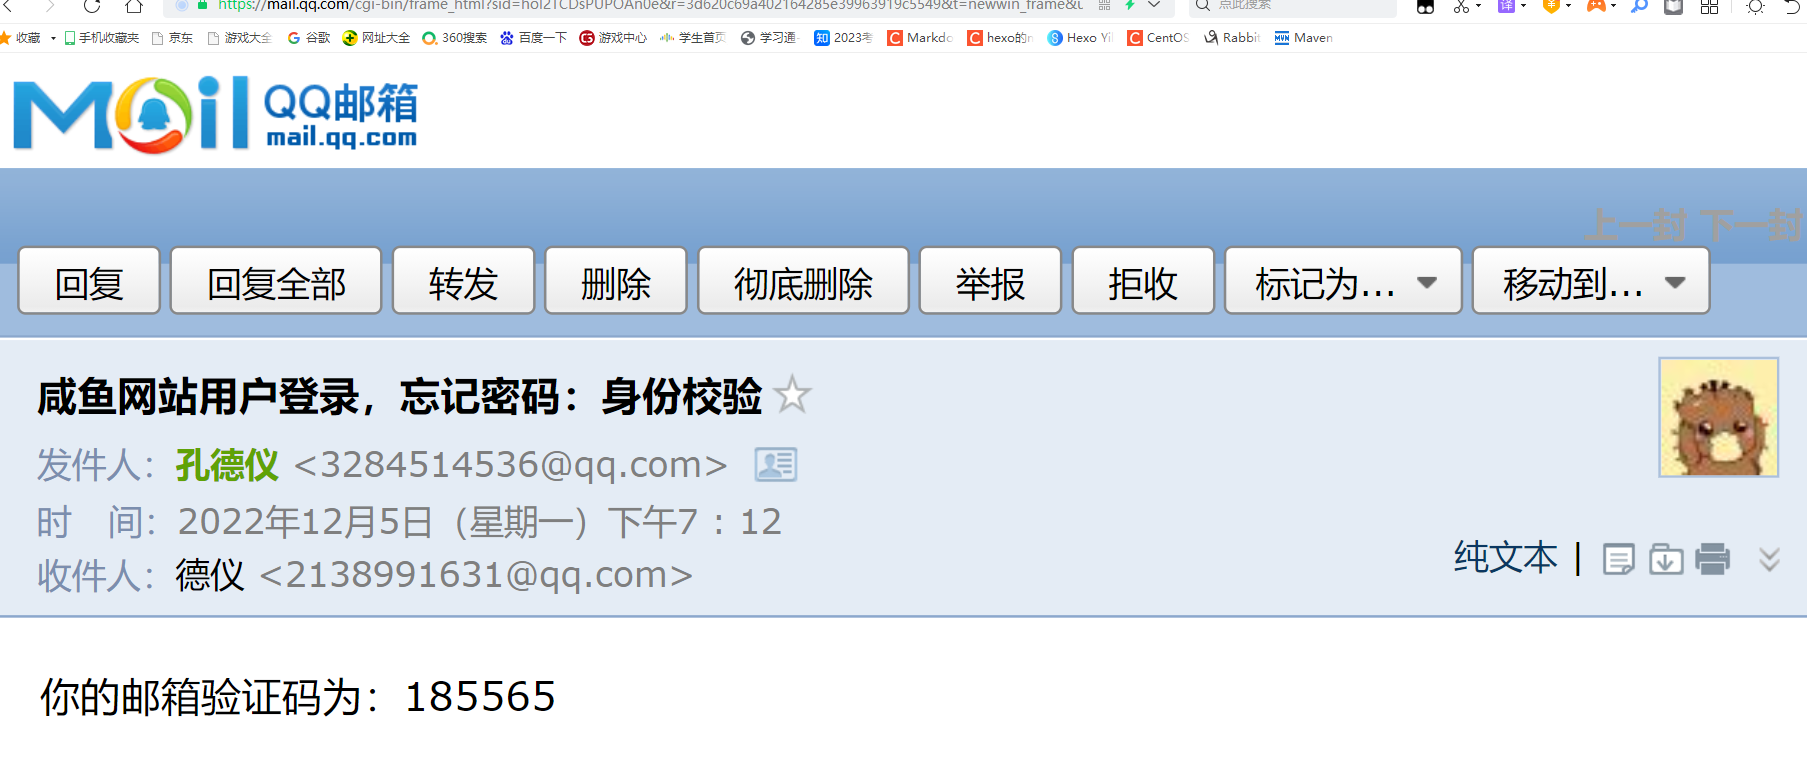 https://mail.qq.com/cgi-bin/frame_html?sid= 点此搜索
收藏 手机收藏夹 京东 游戏大全 谷歌 网址大全 360搜索 百度一下 游戏中心 学生首页 学习通 2023考 Markdo hexo的n Hexo Yil CentOS Rabbit Maven
Mail QQ邮箱
mail.qq.com
上一封 下一封
回复 回复全部 转发 删除 彻底删除 举报 拒收 标记为... 移动到...
咸鱼网站用户登录，忘记密码：身份校验
发件人：孔德仪 <3284514536@qq.com>
时 间：2022年12月5日（星期一）下午7：12
收件人：德仪 <2138991631@qq.com>
纯文本 |
你的邮箱验证码为：185565